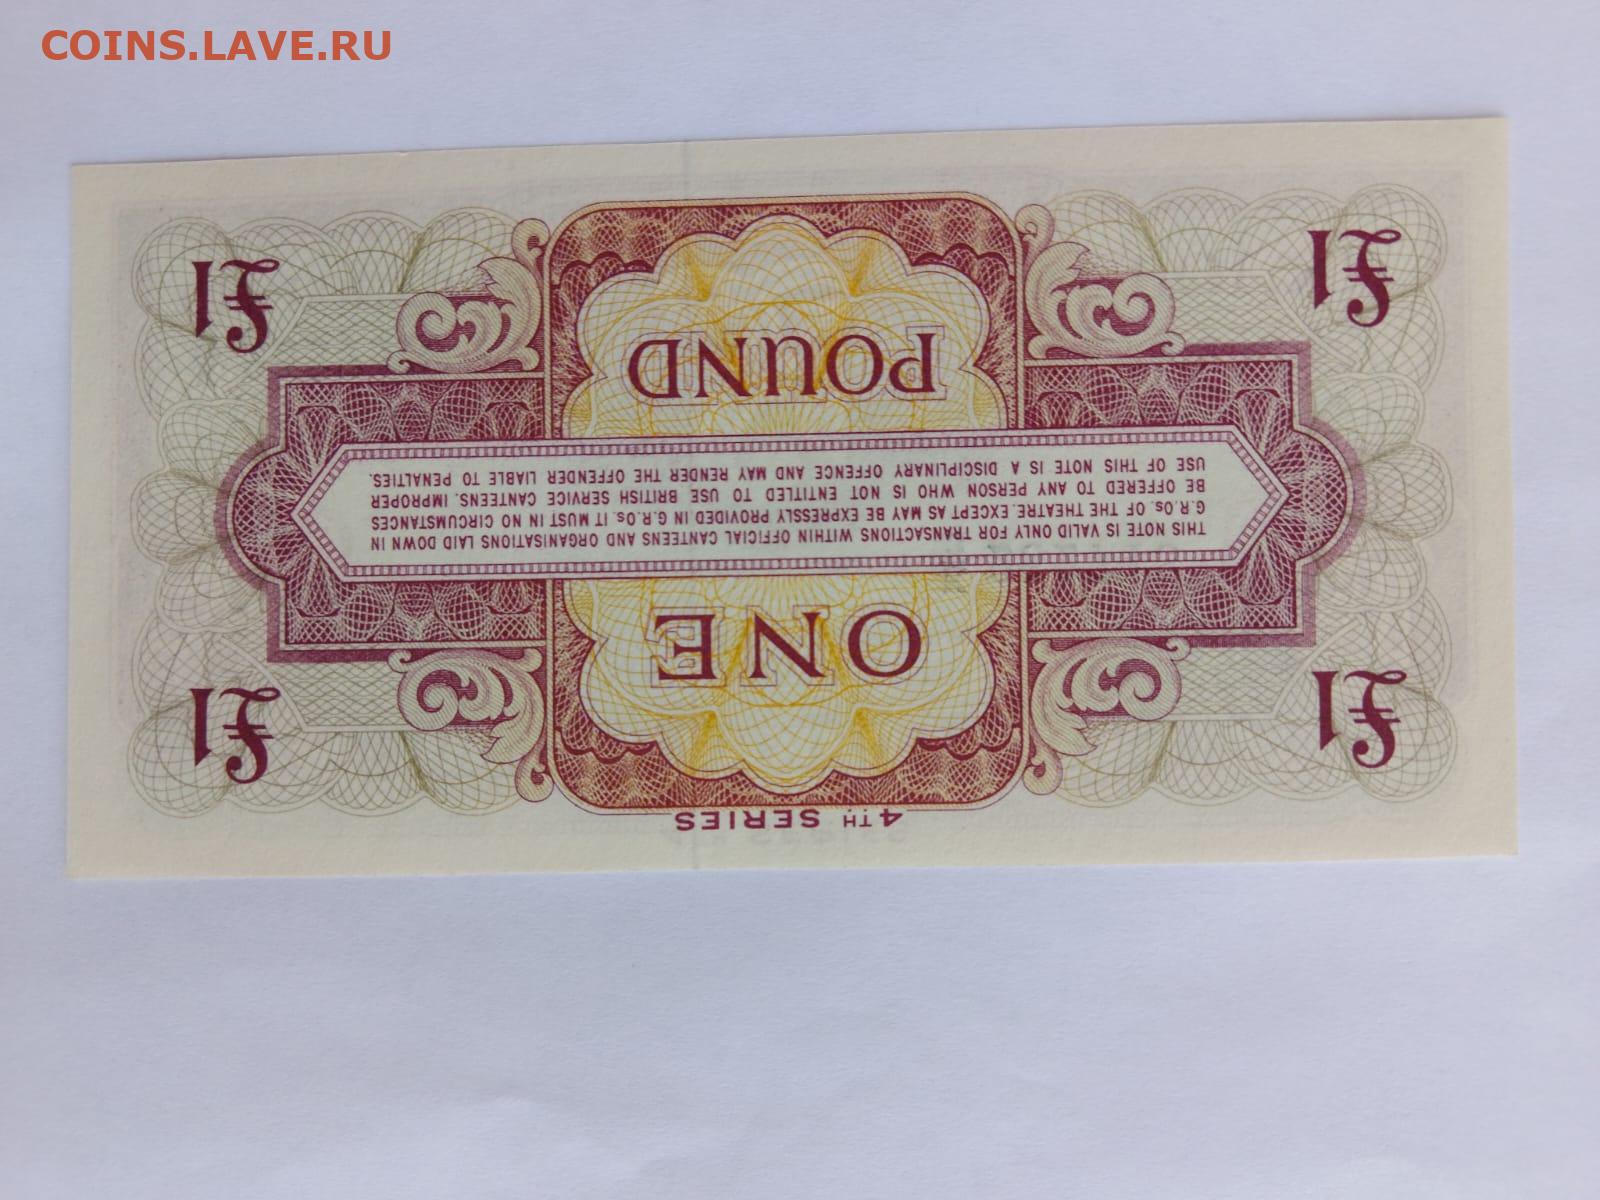 COINS.LAVE.RU
4TH SERIES
£1 £1
ONE
THIS NOTE IS VALID ONLY FOR TRANSACTIONS WITHIN OFFICIAL CANTEENS AND ORGANISATIONS LAID DOWN IN
G.R.Os. OF THE THEATRE. EXCEPT AS MAY BE EXPRESSLY PROVIDED IN G.R.Os. IT MUST IN NO CIRCUMSTANCES
BE OFFERED TO ANY PERSON WHO IS NOT ENTITLED TO USE BRITISH SERVICE CANTEENS. IMPROPER
USE OF THIS NOTE IS A DISCIPLINARY OFFENCE AND MAY RENDER THE OFFENDER LIABLE TO PENALTIES.
POUND
£1 £1